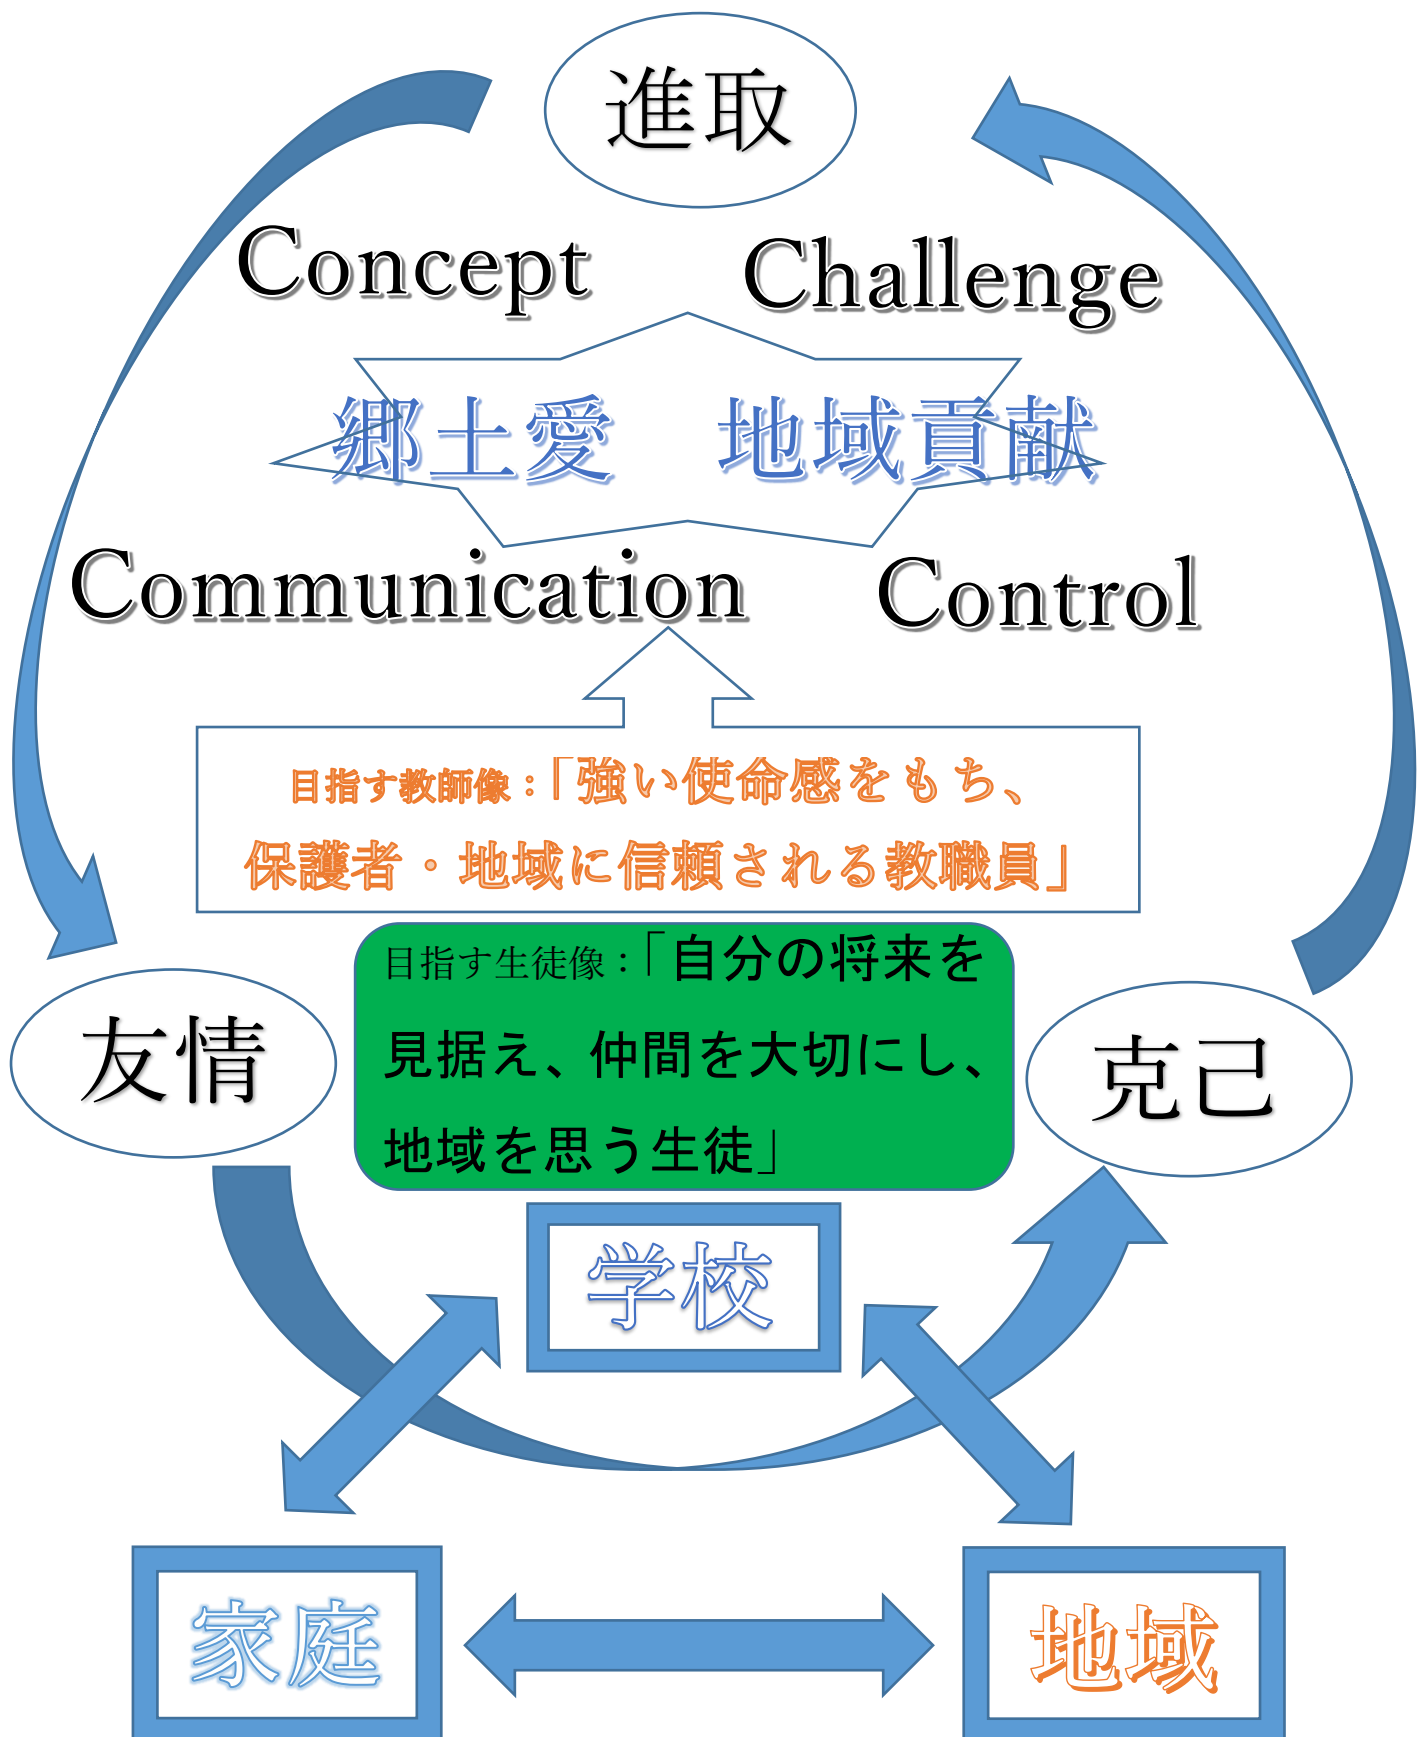 進取
Concept
Challenge
郷土愛　地域貢献
Communication
Control
目指す教師像：「強い使命感をもち、
保護者・地域に信頼される教職員」
目指す生徒像：「自分の将来を
見据え、仲間を大切にし、
地域を思う生徒」
友情
克己
学校
家庭
地域